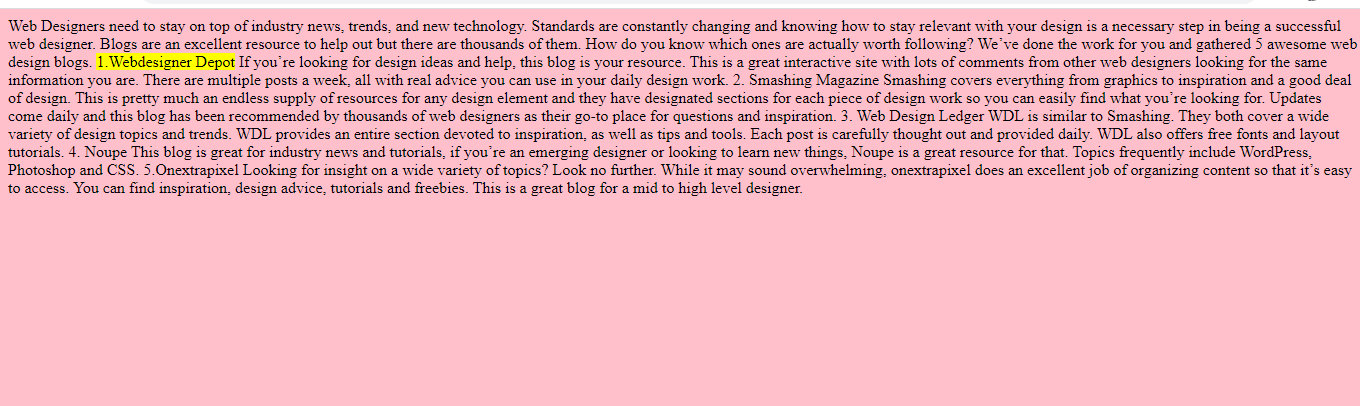 Web Designers need to stay on top of industry news, trends, and new technology. Standards are constantly changing and knowing how to stay relevant with your design is a necessary step in being a successful
web designer. Blogs are an excellent resource to help out but there are thousands of them. How do you know which ones are actually worth following? We’ve done the work for you and gathered 5 awesome web
design blogs. 1.Webdesigner Depot If you’re looking for design ideas and help, this blog is your resource. This is a great interactive site with lots of comments from other web designers looking for the same
information you are. There are multiple posts a week, all with real advice you can use in your daily design work. 2. Smashing Magazine Smashing covers everything from graphics to inspiration and a good deal
of design. This is pretty much an endless supply of resources for any design element and they have designated sections for each piece of design work so you can easily find what you’re looking for. Updates
come daily and this blog has been recommended by thousands of web designers as their go-to place for questions and inspiration. 3. Web Design Ledger WDL is similar to Smashing. They both cover a wide
variety of design topics and trends. WDL provides an entire section devoted to inspiration, as well as tips and tools. Each post is carefully thought out and provided daily. WDL also offers free fonts and layout
tutorials. 4. Noupe This blog is great for industry news and tutorials, if you’re an emerging designer or looking to learn new things, Noupe is a great resource for that. Topics frequently include WordPress,
Photoshop and CSS. 5.Onextrapixel Looking for insight on a wide variety of topics? Look no further. While it may sound overwhelming, onextrapixel does an excellent job of organizing content so that it’s easy
to access. You can find inspiration, design advice, tutorials and freebies. This is a great blog for a mid to high level designer.